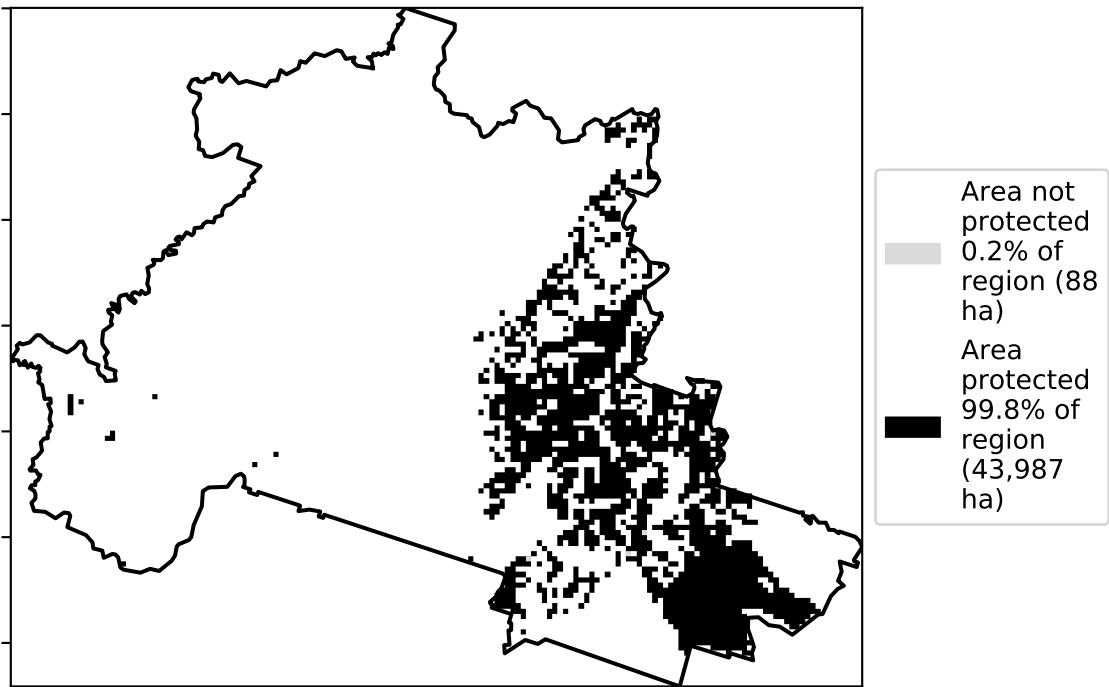 Area not
protected
0.2% of
region (88
ha)
Area
protected
99.8% of
region
(43,987
ha)